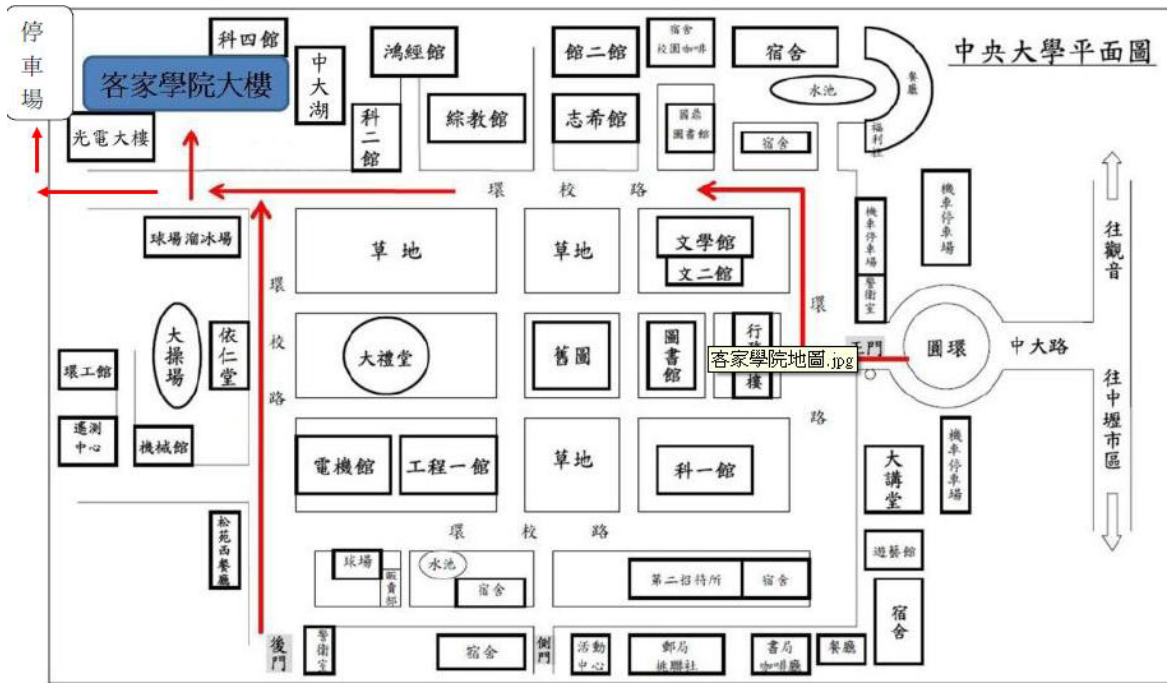 停車場
科四館
客家學院大樓
中大湖
鴻經館
館二館
宿舍
校園咖啡
宿舍
中央大學平面圖
餐廳
水池
福利社
光電大樓
科二館
綜教館
志希館
國鼎
圖書館
宿舍
環校路
球場溜冰場
草地
草地
文學館
文二館
機車停車場
警衛室
機車停車場
往觀音
環校路
大操場
依仁堂
大禮堂
舊圖
圖書館
客家學院地圖.jpg
環路
正門
圓環
中大路
環工館
遙測
中心
機械館
電機館
工程一館
草地
科一館
大講堂
機車停車場
往中壢市區
環校路
松苑西餐廳
球場
販賣部
水池
宿舍
第二招待所
宿舍
遊藝館
宿舍
後門
警衛室
宿舍
側門
活動
中心
郵局
書局
咖啡廳
餐廳